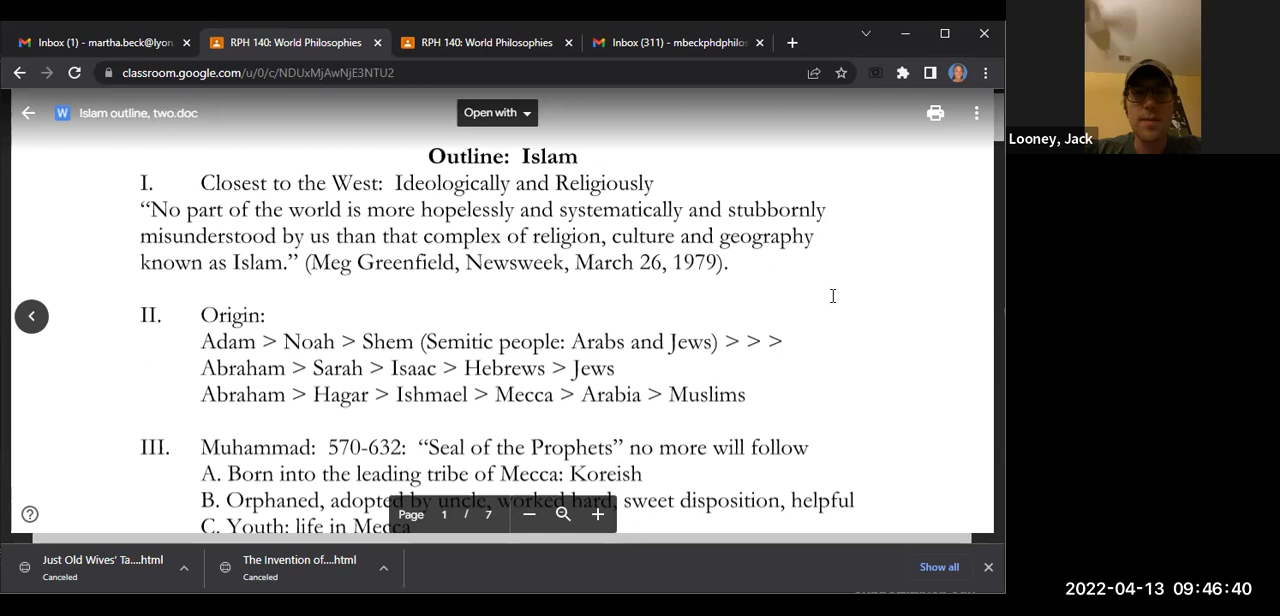 Inbox (1) - martha.beck@lyon.
RPH 140: World Philosophies
RPH 140: World Philosophies
Inbox (311) - mbeckphdphilos
classroom.google.com/u/0/c/NDUxMjAwNjE3NTU2
Islam outline, two.doc
Open with
Looney, Jack
Outline: Islam
I. Closest to the West: Ideologically and Religiously
“No part of the world is more hopelessly and systematically and stubbornly
misunderstood by us than that complex of religion, culture and geography
known as Islam.” (Meg Greenfield, Newsweek, March 26, 1979).
II. Origin:
Adam > Noah > Shem (Semitic people: Arabs and Jews) > > >
Abraham > Sarah > Isaac > Hebrews > Jews
Abraham > Hagar > Ishmael > Mecca > Arabia > Muslims
III. Muhammad: 570-632: “Seal of the Prophets” no more will follow
A. Born into the leading tribe of Mecca: Koreish
B. Orphaned, adopted by uncle, worked hard, sweet disposition, helpful
C. Youth: life in Mecca
Page 1 / 7
Just Old Wives' Ta....html
Canceled
The Invention of....html
Canceled
Show all
2022-04-13 09:46:40